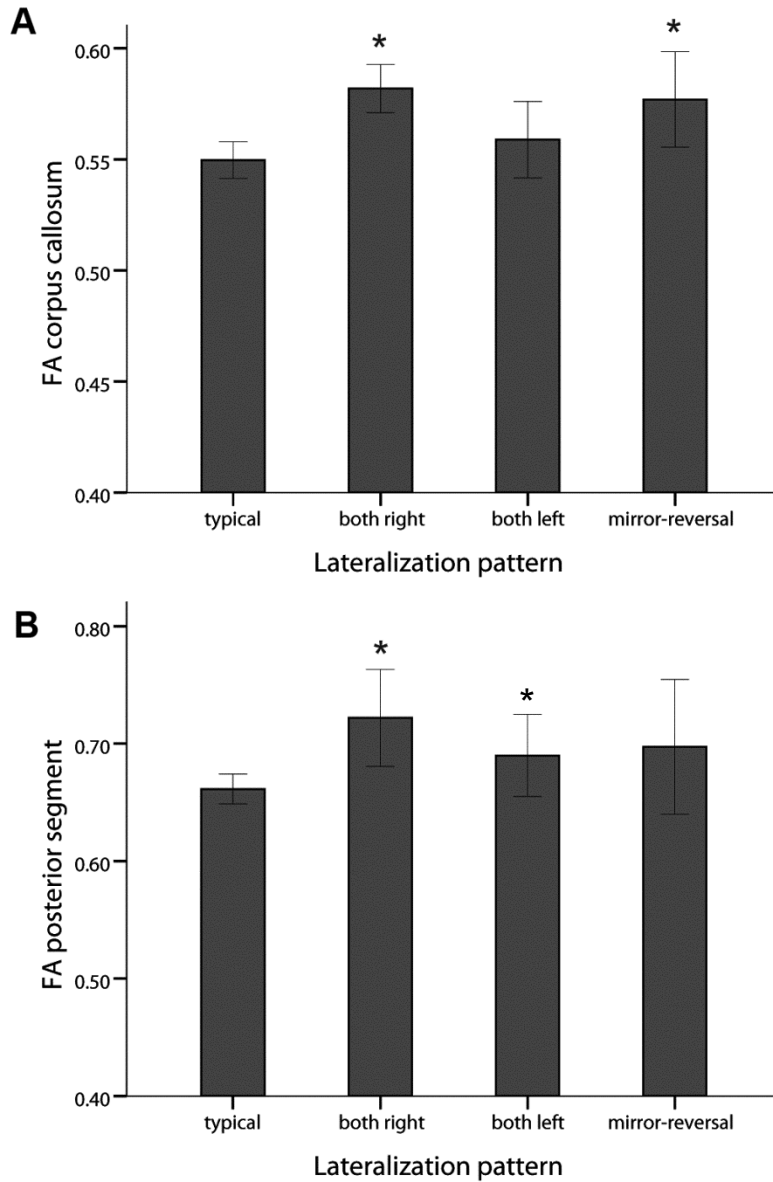 A
*
*
0.60
0.55
0.50
0.45
0.40
FA corpus callosum
typical
both right
both left
mirror-reversal
Lateralization pattern
B
*
*
0.80
0.70
0.60
0.50
0.40
FA posterior segment
typical
both right
both left
mirror-reversal
Lateralization pattern